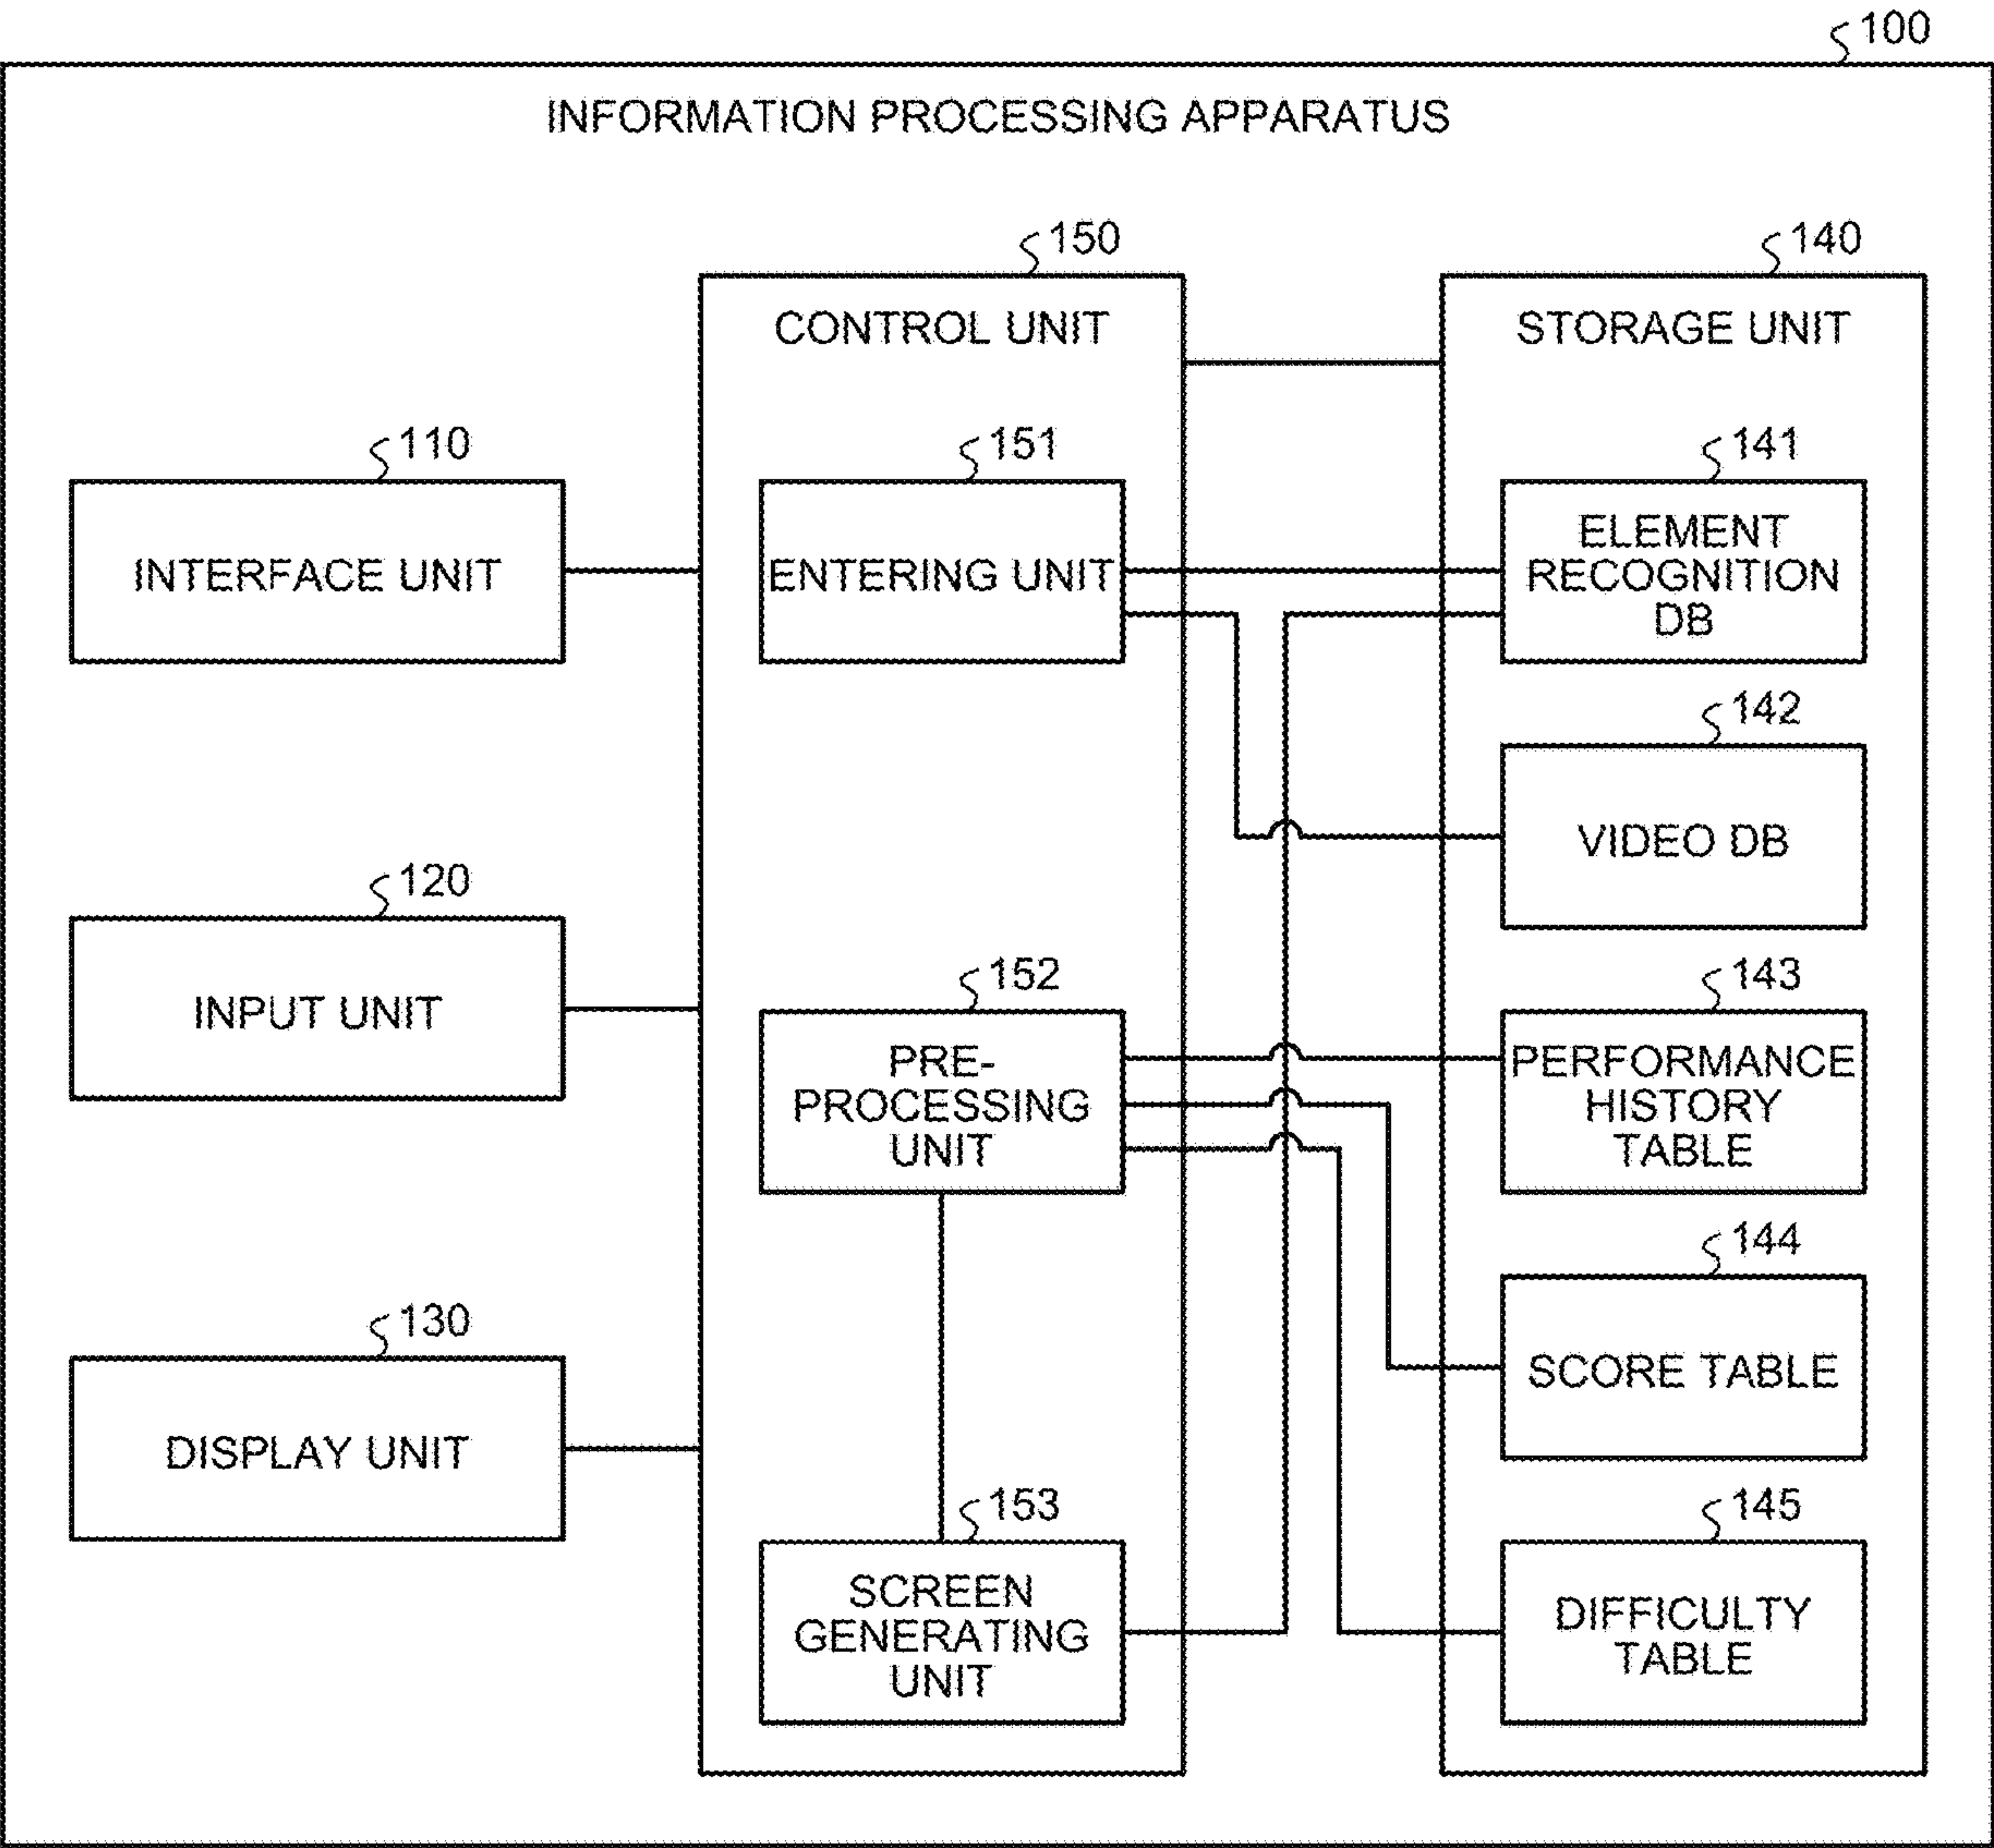 100
INFORMATION PROCESSING APPARATUS
150
CONTROL UNIT
140
STORAGE UNIT
110
INTERFACE UNIT
151
ENTERING UNIT
141
ELEMENT
RECOGNITION
DB
142
VIDEO DB
120
INPUT UNIT
152
PRE-
PROCESSING
UNIT
143
PERFORMANCE
HISTORY
TABLE
144
SCORE TABLE
130
DISPLAY UNIT
153
SCREEN
GENERATING
UNIT
145
DIFFICULTY
TABLE